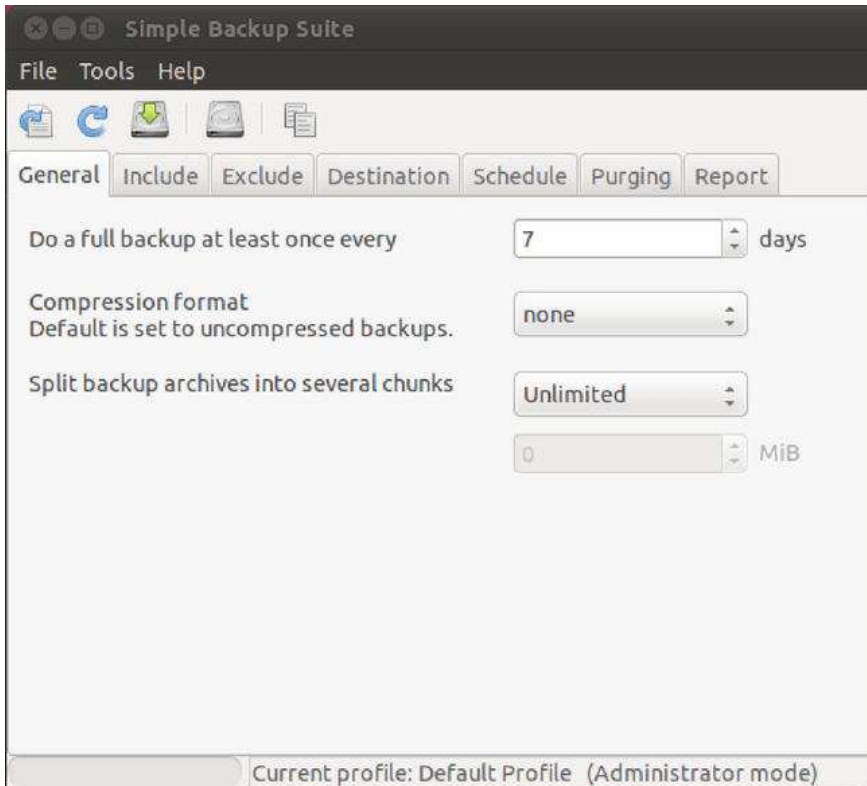 Simple Backup Suite
File Tools Help
General Include Exclude Destination Schedule Purging Report
Do a full backup at least once every 7 days
Compression format
Default is set to uncompressed backups. none
Split backup archives into several chunks Unlimited
0 MiB
Current profile: Default Profile (Administrator mode)